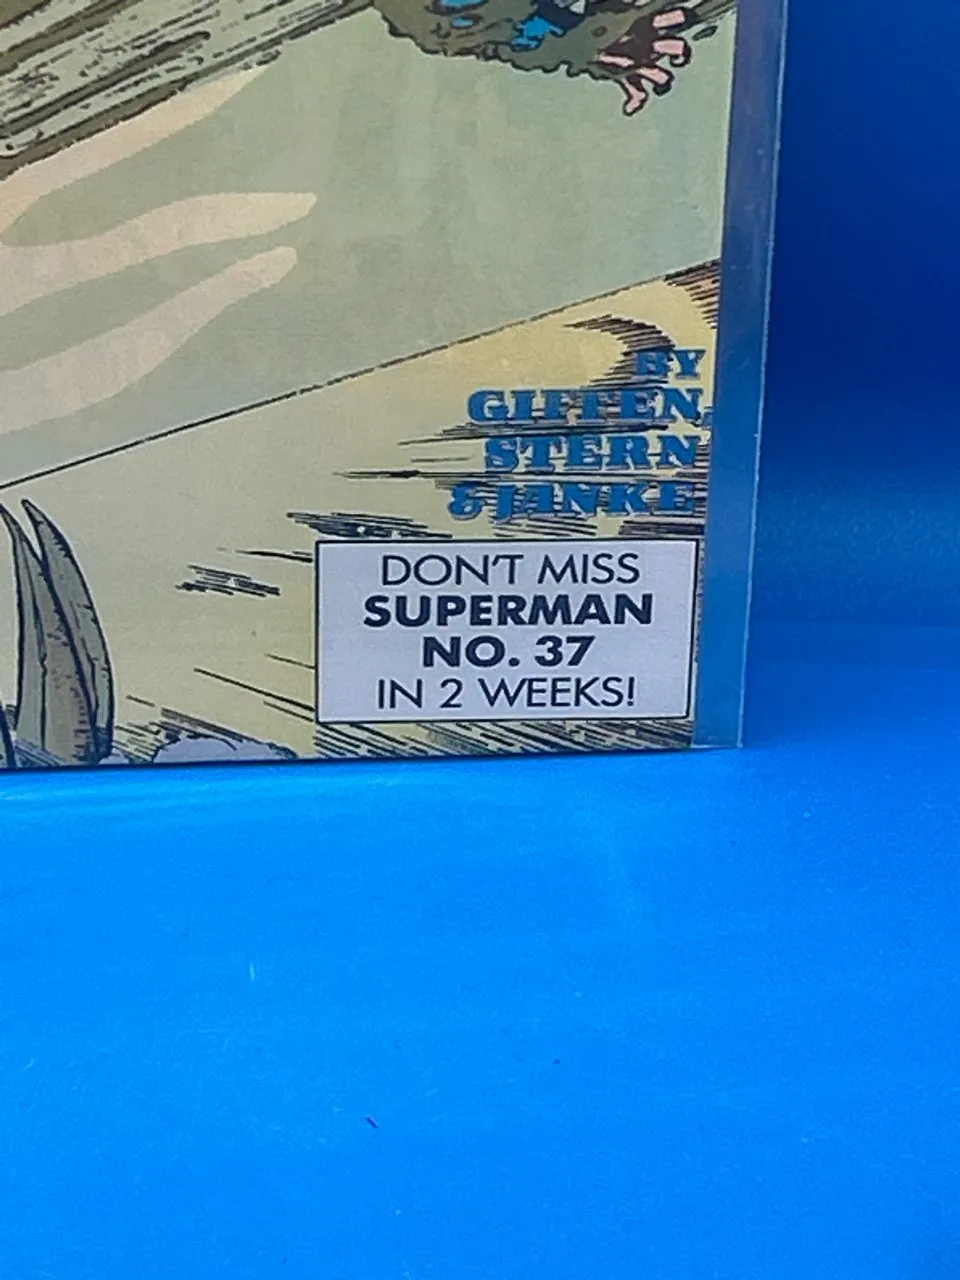 BY
GIFFEN,
STERN
& JANKE
DON'T MISS
SUPERMAN
NO. 37
IN 2 WEEKS!